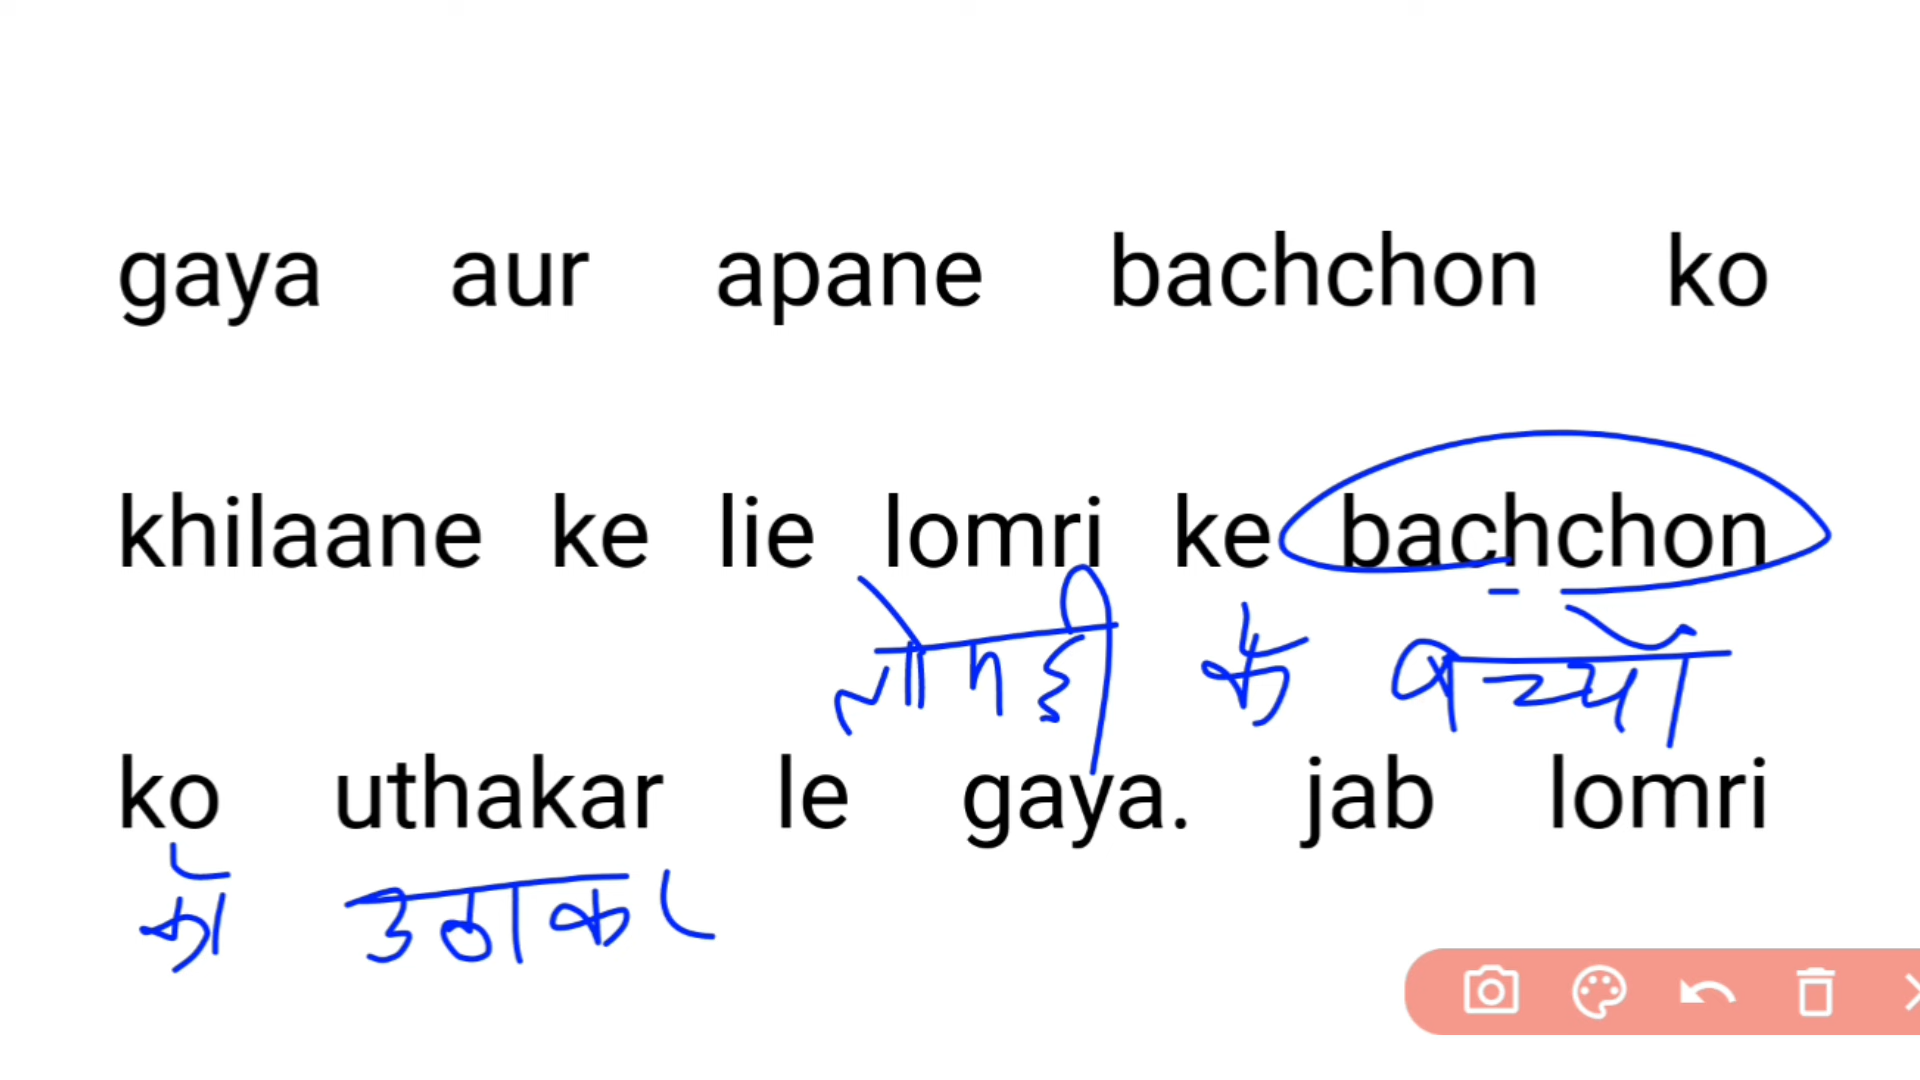 gaya aur apane bachchon ko
khilaane ke lie lomri ke bachchon
लोमड़ी के बच्चों
ko uthakar le gaya. jab lomri
को उठाकर